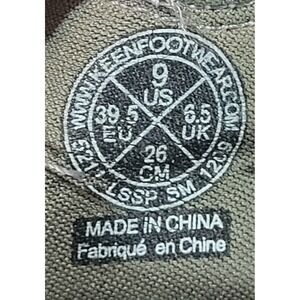 WWW.KEENFOOTWEAR.COM
9
US
39.5
EU
6.5
UK
26
CM
LSSP SM 1209
MADE IN CHINA
Fabriqué en Chine